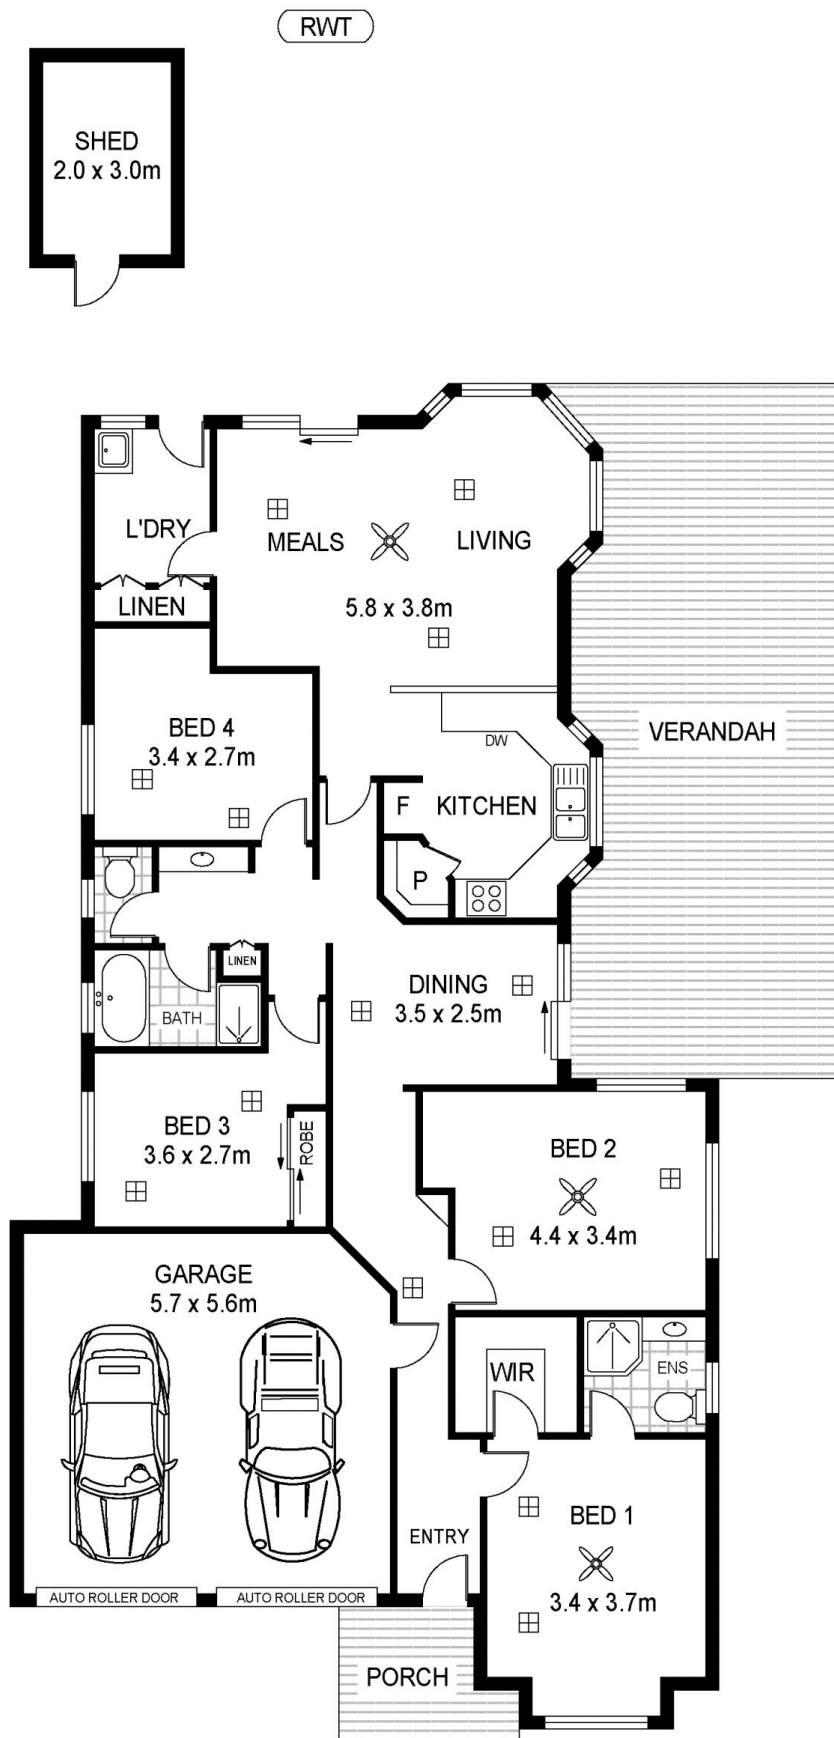 RWT
SHED
2.0 x 3.0m
L'DRY
LINEN
MEALS
LIVING
5.8 x 3.8m
BED 4
3.4 x 2.7m
VERANDAH
DW
F
KITCHEN
P
LINEN
BATH
DINING
3.5 x 2.5m
BED 3
3.6 x 2.7m
ROBE
BED 2
4.4 x 3.4m
GARAGE
5.7 x 5.6m
WIR
ENS
ENTRY
BED 1
3.4 x 3.7m
AUTO ROLLER DOOR
AUTO ROLLER DOOR
PORCH